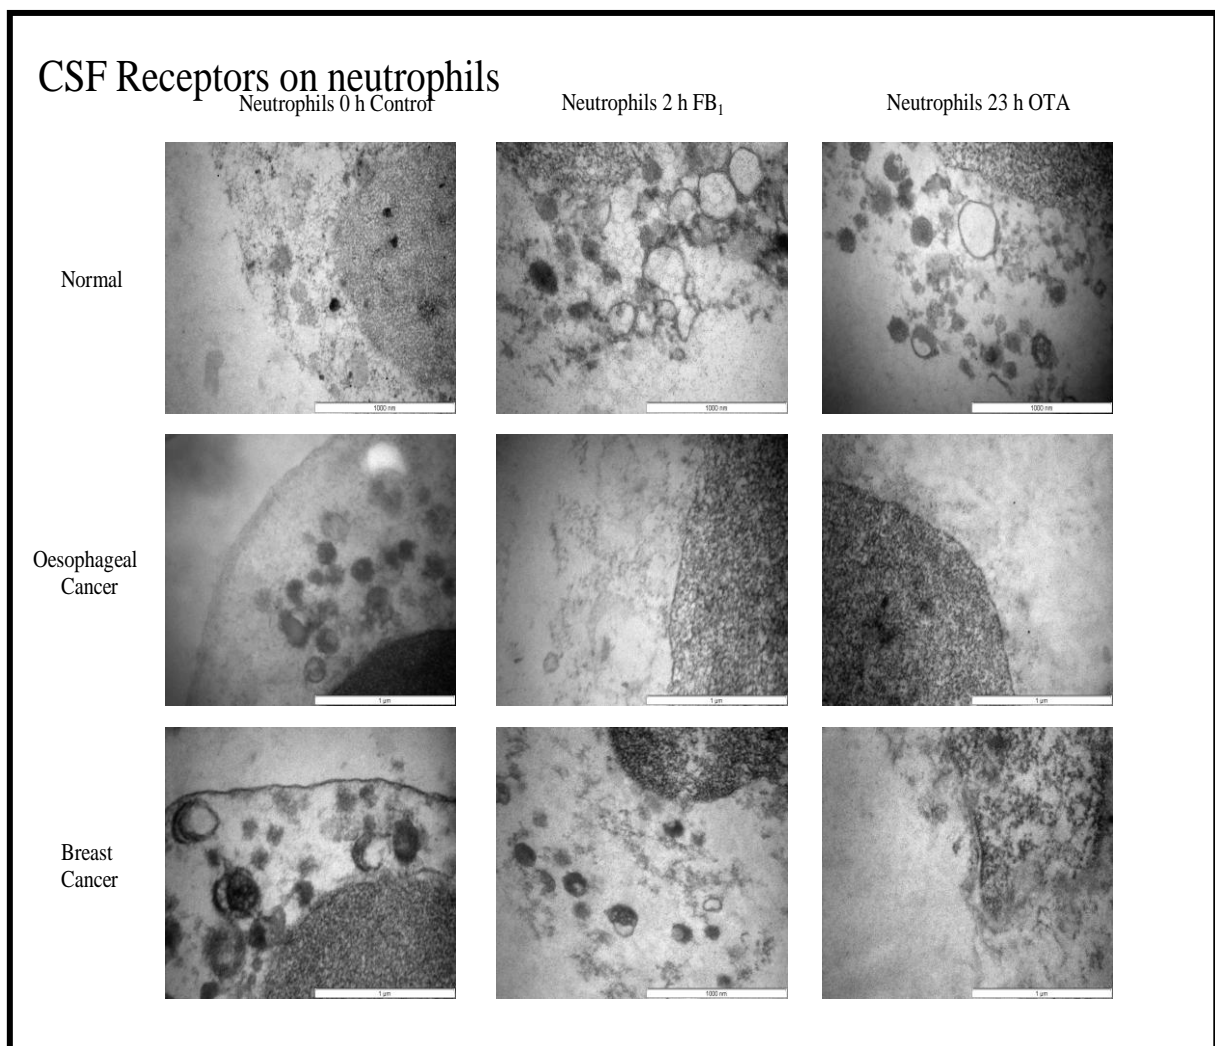 CSF Receptors on neutrophils
Neutrophils 0 h Control
Neutrophils 2 h FB₁
Neutrophils 23 h OTA
Normal
1000 nm
1000 nm
1000 nm
Oesophageal
Cancer
1 µm
1 µm
1 µm
Breast
Cancer
1 µm
1000 nm
1 µm